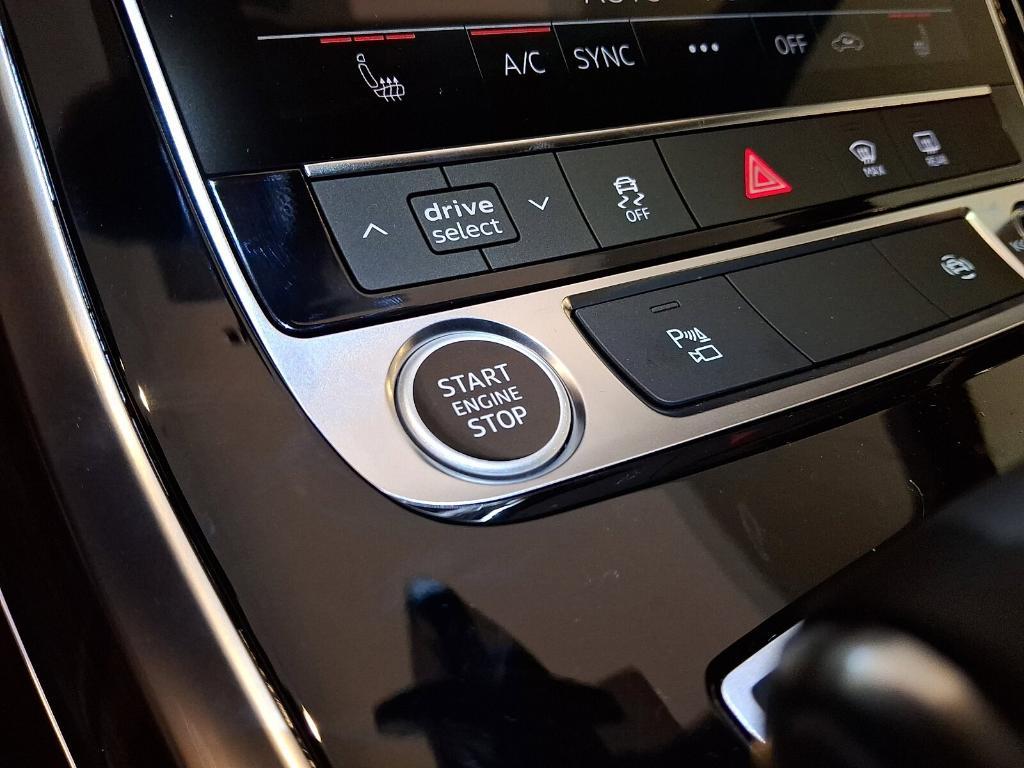 A/C SYNC OFF
drive
select
OFF
MAX
REAR
START
ENGINE
STOP
P